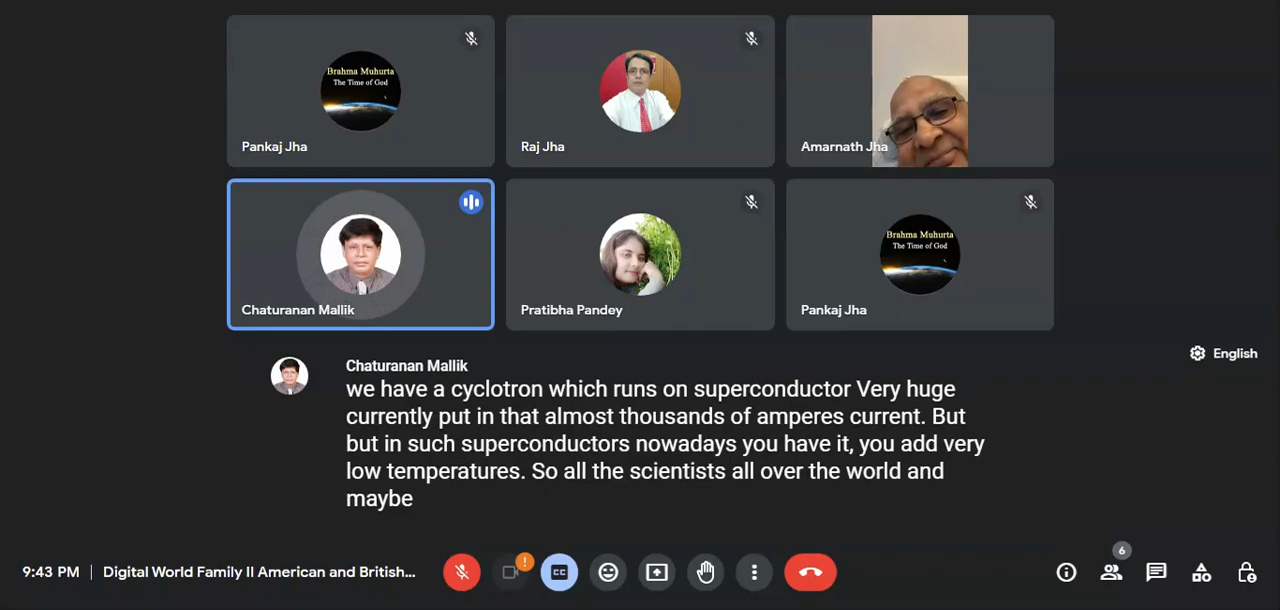 Brahma Muhurta
The Time of God
Pankaj Jha
Raj Jha
Amarnath Jha
Chaturanan Mallik
Pratibha Pandey
Brahma Muhurta
The Time of God
Pankaj Jha
English
Chaturanan Mallik
we have a cyclotron which runs on superconductor Very huge
currently put in that almost thousands of amperes current. But
but in such superconductors nowadays you have it, you add very
low temperatures. So all the scientists all over the world and
maybe
9:43 PM | Digital World Family II American and British...
!
CC
6